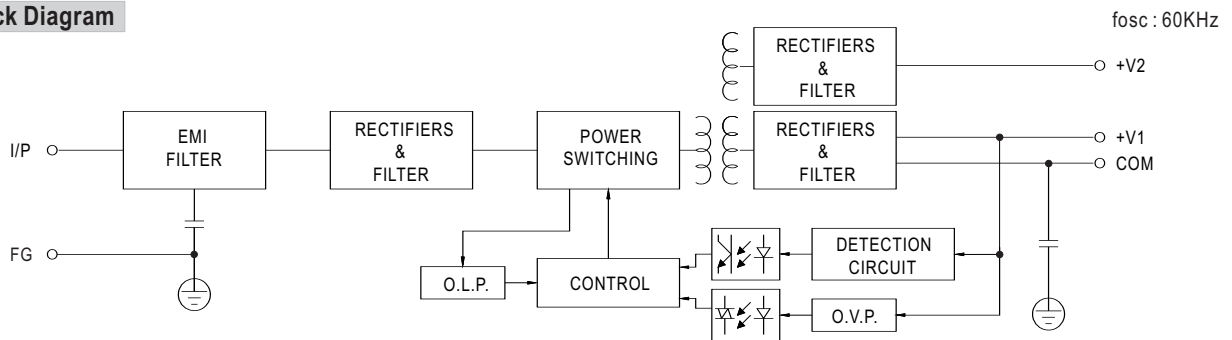 ck Diagram
fosc : 60KHz
RECTIFIERS
&
FILTER
+V2
I/P
EMI
FILTER
RECTIFIERS
&
FILTER
POWER
SWITCHING
RECTIFIERS
&
FILTER
+V1
COM
FG
O.L.P.
CONTROL
DETECTION
CIRCUIT
O.V.P.